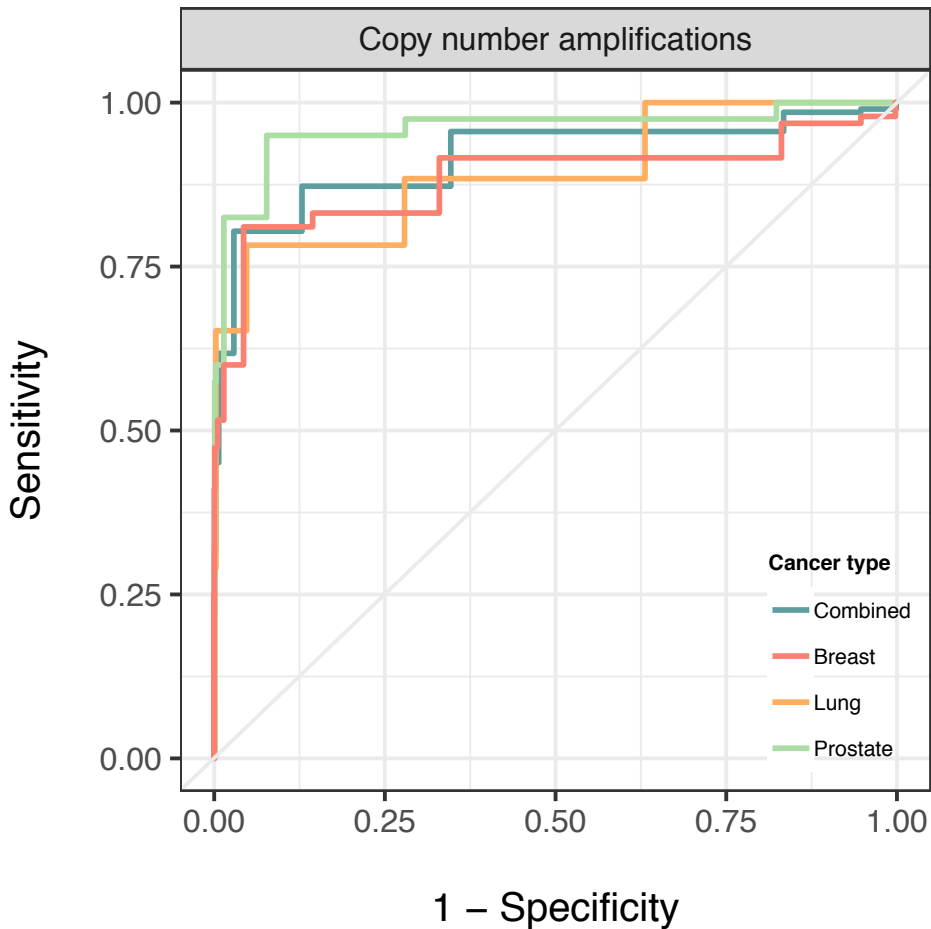 Copy number amplifications
1.00
0.75
0.50
0.25
0.00
Sensitivity
Cancer type
Combined
Breast
Lung
Prostate
0.00 0.25 0.50 0.75 1.00
1 – Specificity